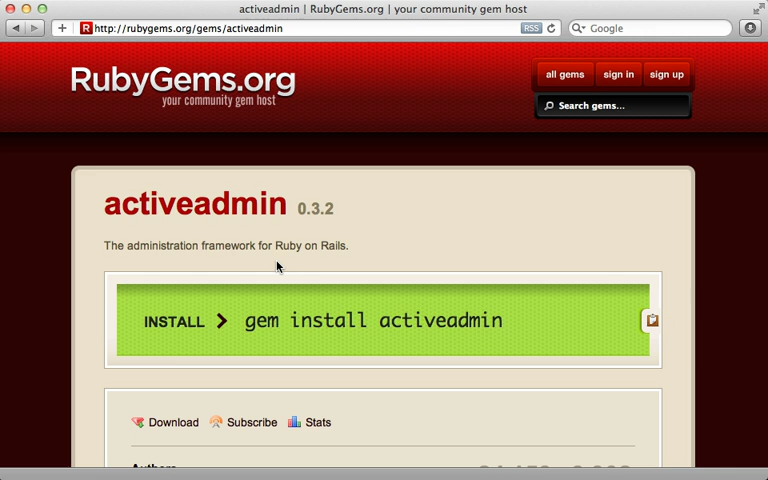 activeadmin | RubyGems.org | your community gem host
http://rubygems.org/gems/activeadmin
RSS
Google
RubyGems.org
your community gem host
all gems
sign in
sign up
Search gems...
activeadmin 0.3.2
The administration framework for Ruby on Rails.
INSTALL gem install activeadmin
Download
Subscribe
Stats
Authors